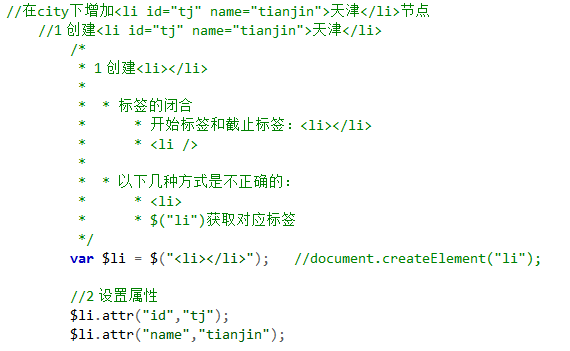 //在city下增加<li id="tj" name="tianjin">天津</li>节点
//1 创建<li id="tj" name="tianjin">天津</li>
/*
* 1 创建<li></li>
*
* * 标签的闭合
* * 开始标签和截止标签：<li></li>
* * <li />
*
* * 以下几种方式是不正确的：
* * <li>
* * $("li")获取对应标签
*/
var $li = $("<li></li>"); //document.createElement("li");
//2 设置属性
$li.attr("id","tj");
$li.attr("name","tianjin");